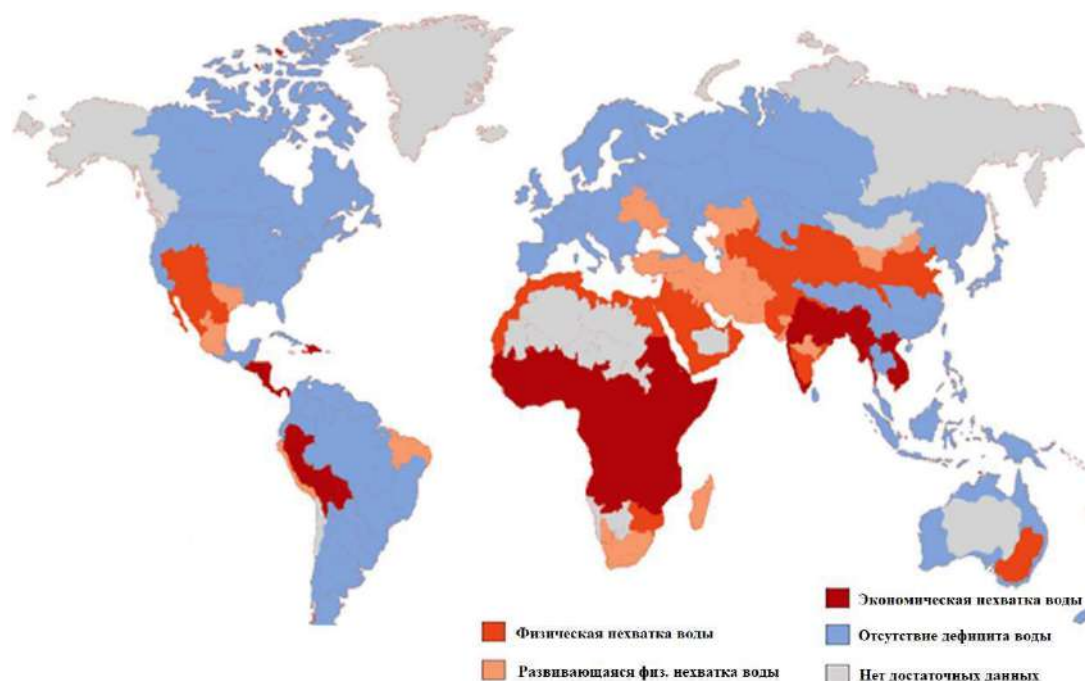 Экономическая нехватка воды
Физическая нехватка воды
Отсутствие дефицита воды
Развивающаяся физ. нехватка воды
Нет достаточных данных